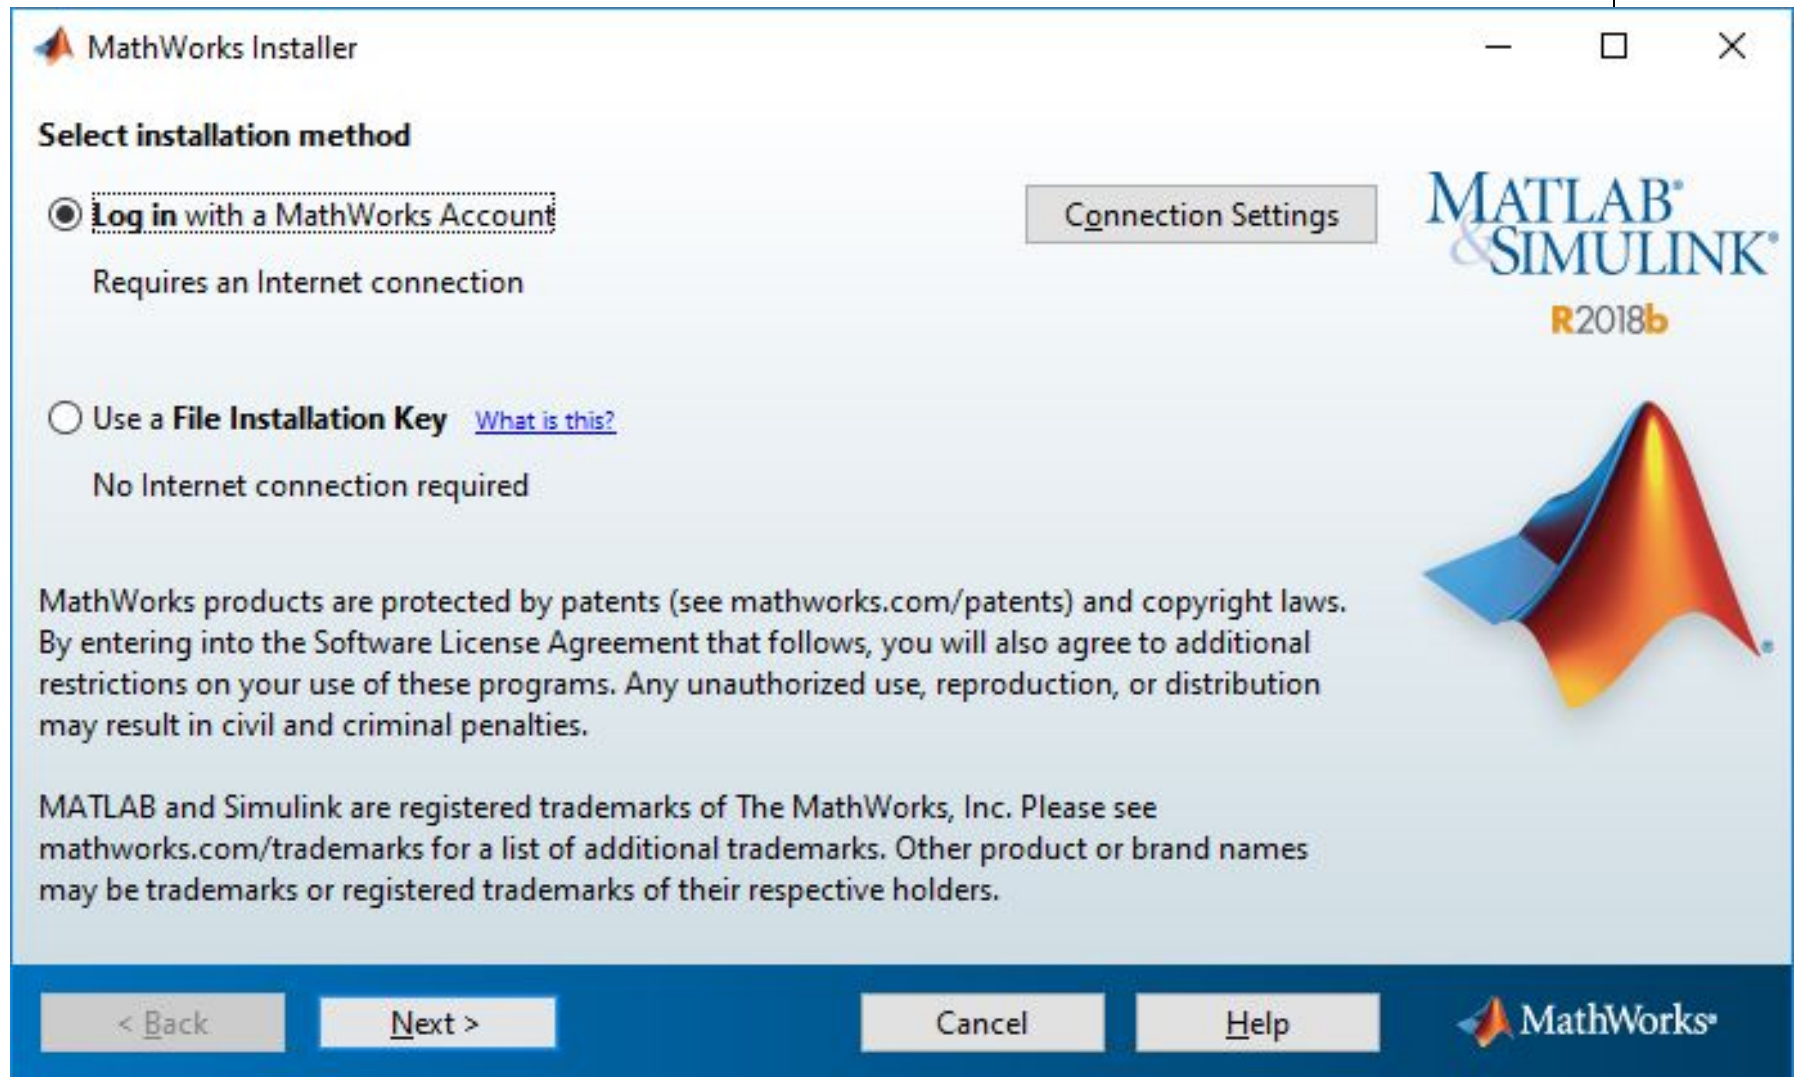 MathWorks Installer
Select installation method
Log in with a MathWorks Account
Connection Settings
Requires an Internet connection
MATLAB®
&SIMULINK®
R2018b
Use a File Installation Key What is this?
No Internet connection required
MathWorks products are protected by patents (see mathworks.com/patents) and copyright laws.
By entering into the Software License Agreement that follows, you will also agree to additional
restrictions on your use of these programs. Any unauthorized use, reproduction, or distribution
may result in civil and criminal penalties.
MATLAB and Simulink are registered trademarks of The MathWorks, Inc. Please see
mathworks.com/trademarks for a list of additional trademarks. Other product or brand names
may be trademarks or registered trademarks of their respective holders.
< Back Next > Cancel Help MathWorks®